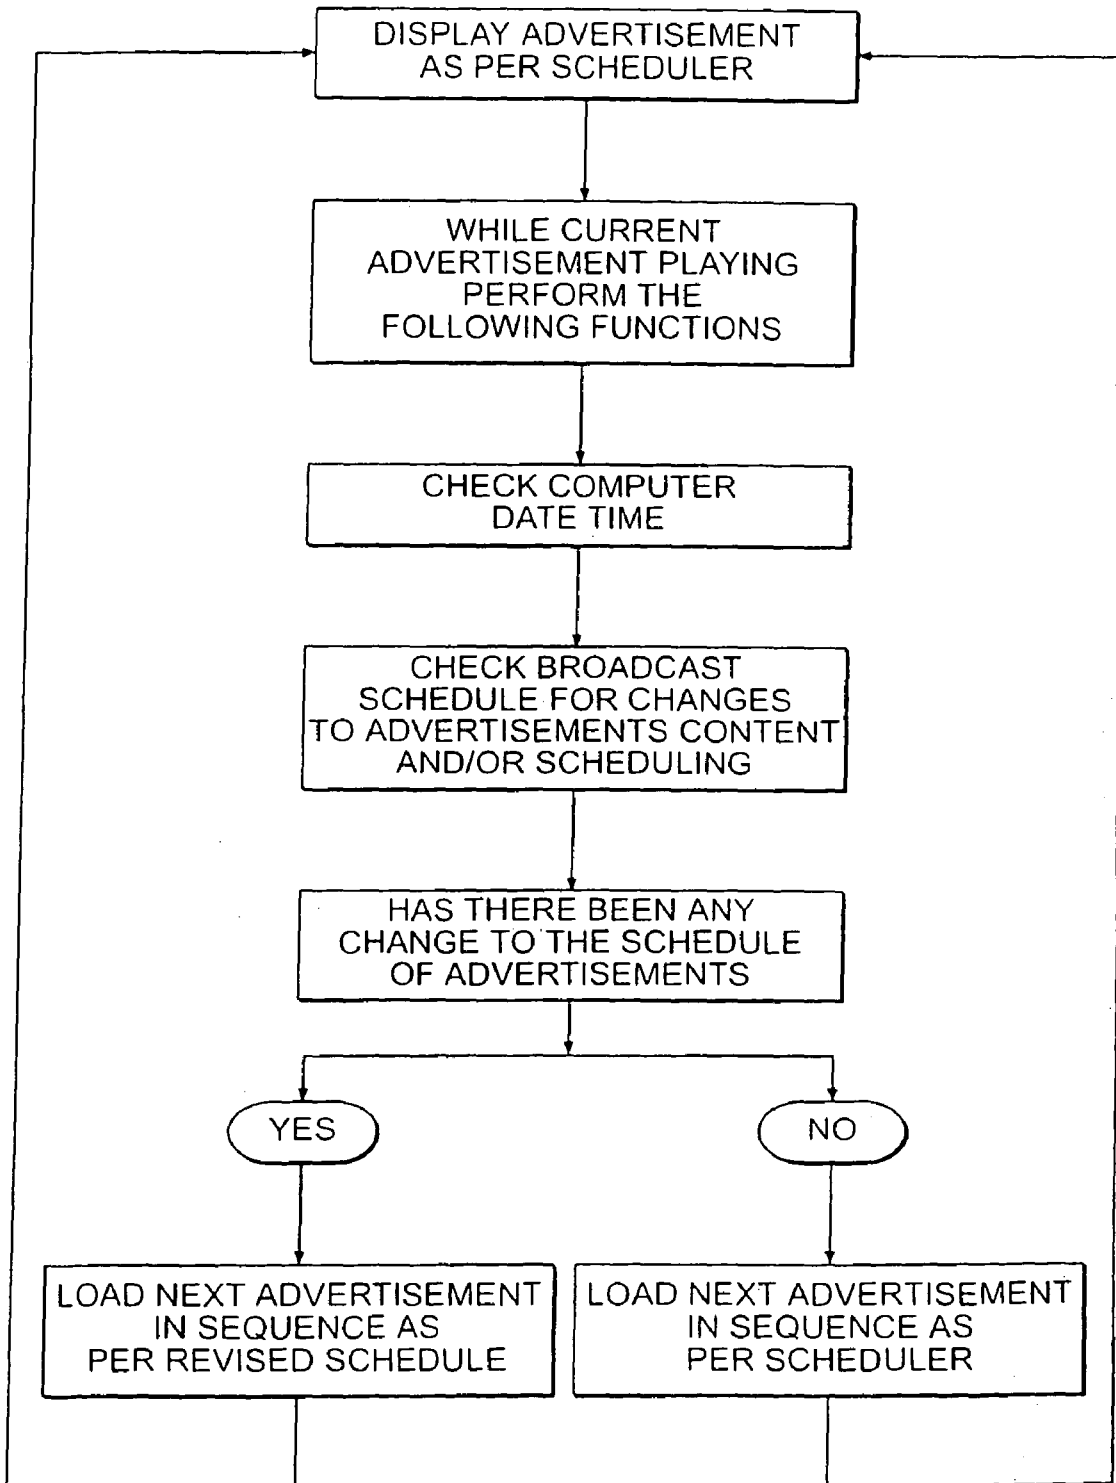 DISPLAY ADVERTISEMENT
AS PER SCHEDULER
WHILE CURRENT
ADVERTISEMENT PLAYING
PERFORM THE
FOLLOWING FUNCTIONS
CHECK COMPUTER
DATE TIME
CHECK BROADCAST
SCHEDULE FOR CHANGES
TO ADVERTISEMENTS CONTENT
AND/OR SCHEDULING
HAS THERE BEEN ANY
CHANGE TO THE SCHEDULE
OF ADVERTISEMENTS
YES
NO
LOAD NEXT ADVERTISEMENT
IN SEQUENCE AS
PER REVISED SCHEDULE
LOAD NEXT ADVERTISEMENT
IN SEQUENCE AS
PER SCHEDULER